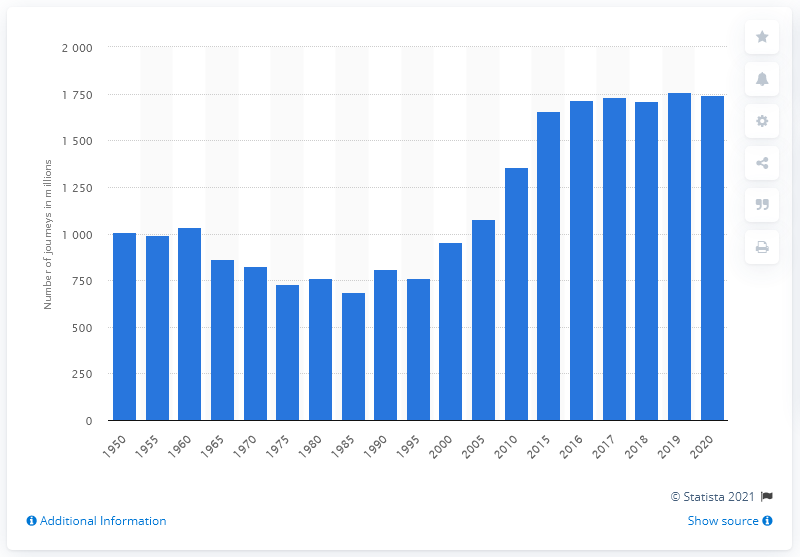 2 000
1 750
1 500
1 250
1 000
750
500
250
0
Number of journeys in millions
1950 1955 1960 1965 1970 1975 1980 1985 1990 1995 2000 2005 2010 2015 2016 2017 2018 2019 2020
© Statista 2021
Additional Information
Show source